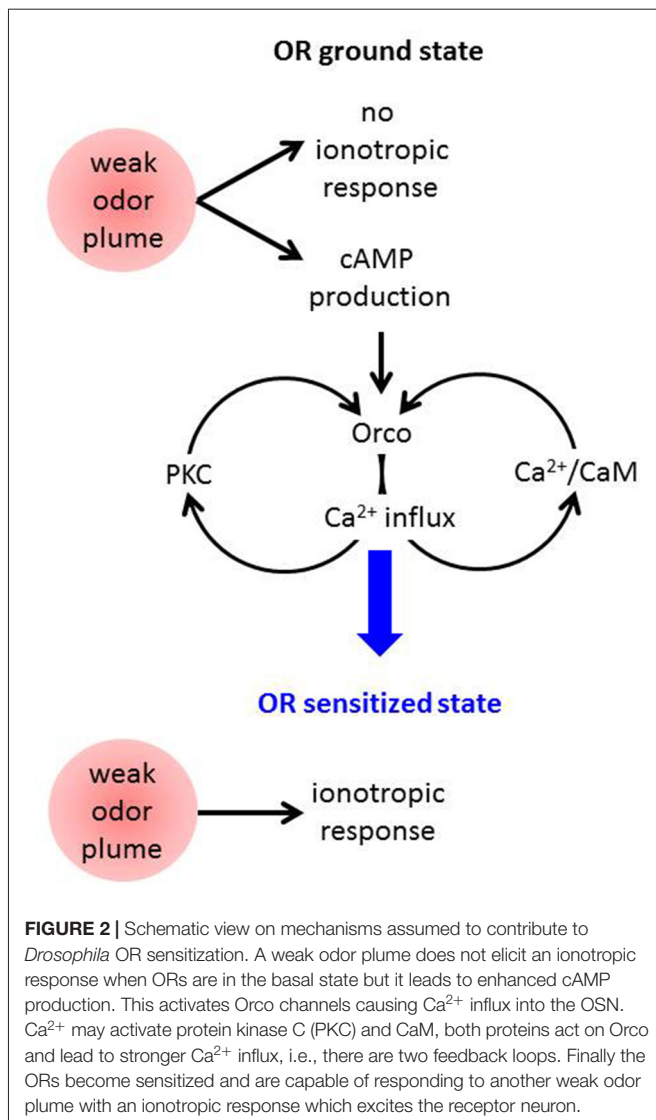 OR ground state
no
ionotropic
response
weak
odor
plume
cAMP
production
Orco
PKC
Ca²⁺/CaM
Ca²⁺ influx
OR sensitized state
weak
odor
plume
ionotropic
response
FIGURE 2 | Schematic view on mechanisms assumed to contribute to
Drosophila OR sensitization. A weak odor plume does not elicit an ionotropic
response when ORs are in the basal state but it leads to enhanced cAMP
production. This activates Orco channels causing Ca²⁺ influx into the OSN.
Ca²⁺ may activate protein kinase C (PKC) and CaM, both proteins act on Orco
and lead to stronger Ca²⁺ influx, i.e., there are two feedback loops. Finally the
ORs become sensitized and are capable of responding to another weak odor
plume with an ionotropic response which excites the receptor neuron.